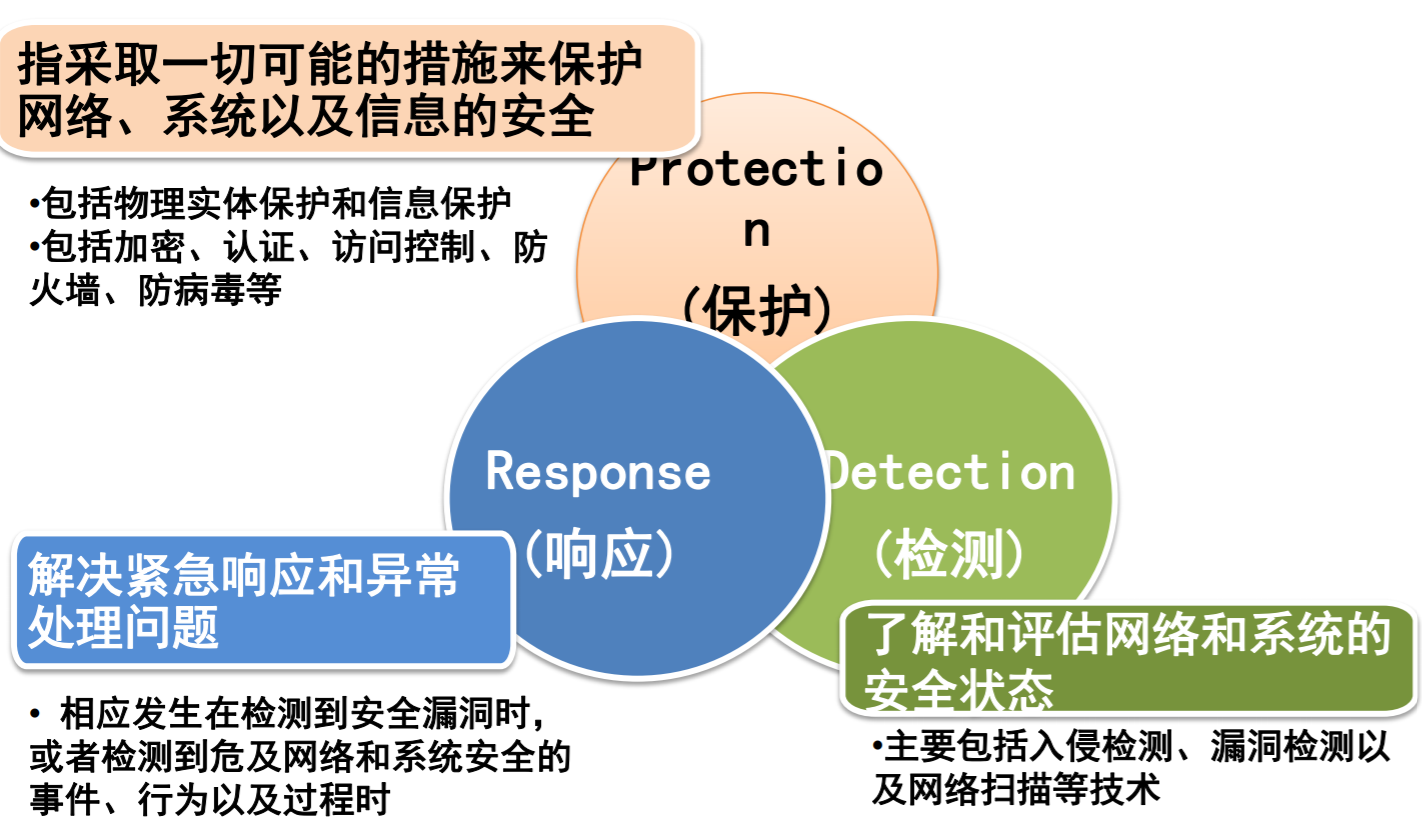 指采取一切可能的措施来保护
网络、系统以及信息的安全
•包括物理实体保护和信息保护
•包括加密、认证、访问控制、防
火墙、防病毒等
Protectio
n
(保护)
Response
(响应)
Detection
(检测)
解决紧急响应和异常
处理问题
• 相应发生在检测到安全漏洞时，
或者检测到危及网络和系统安全的
事件、行为以及过程时
了解和评估网络和系统的
安全状态
•主要包括入侵检测、漏洞检测以
及网络扫描等技术